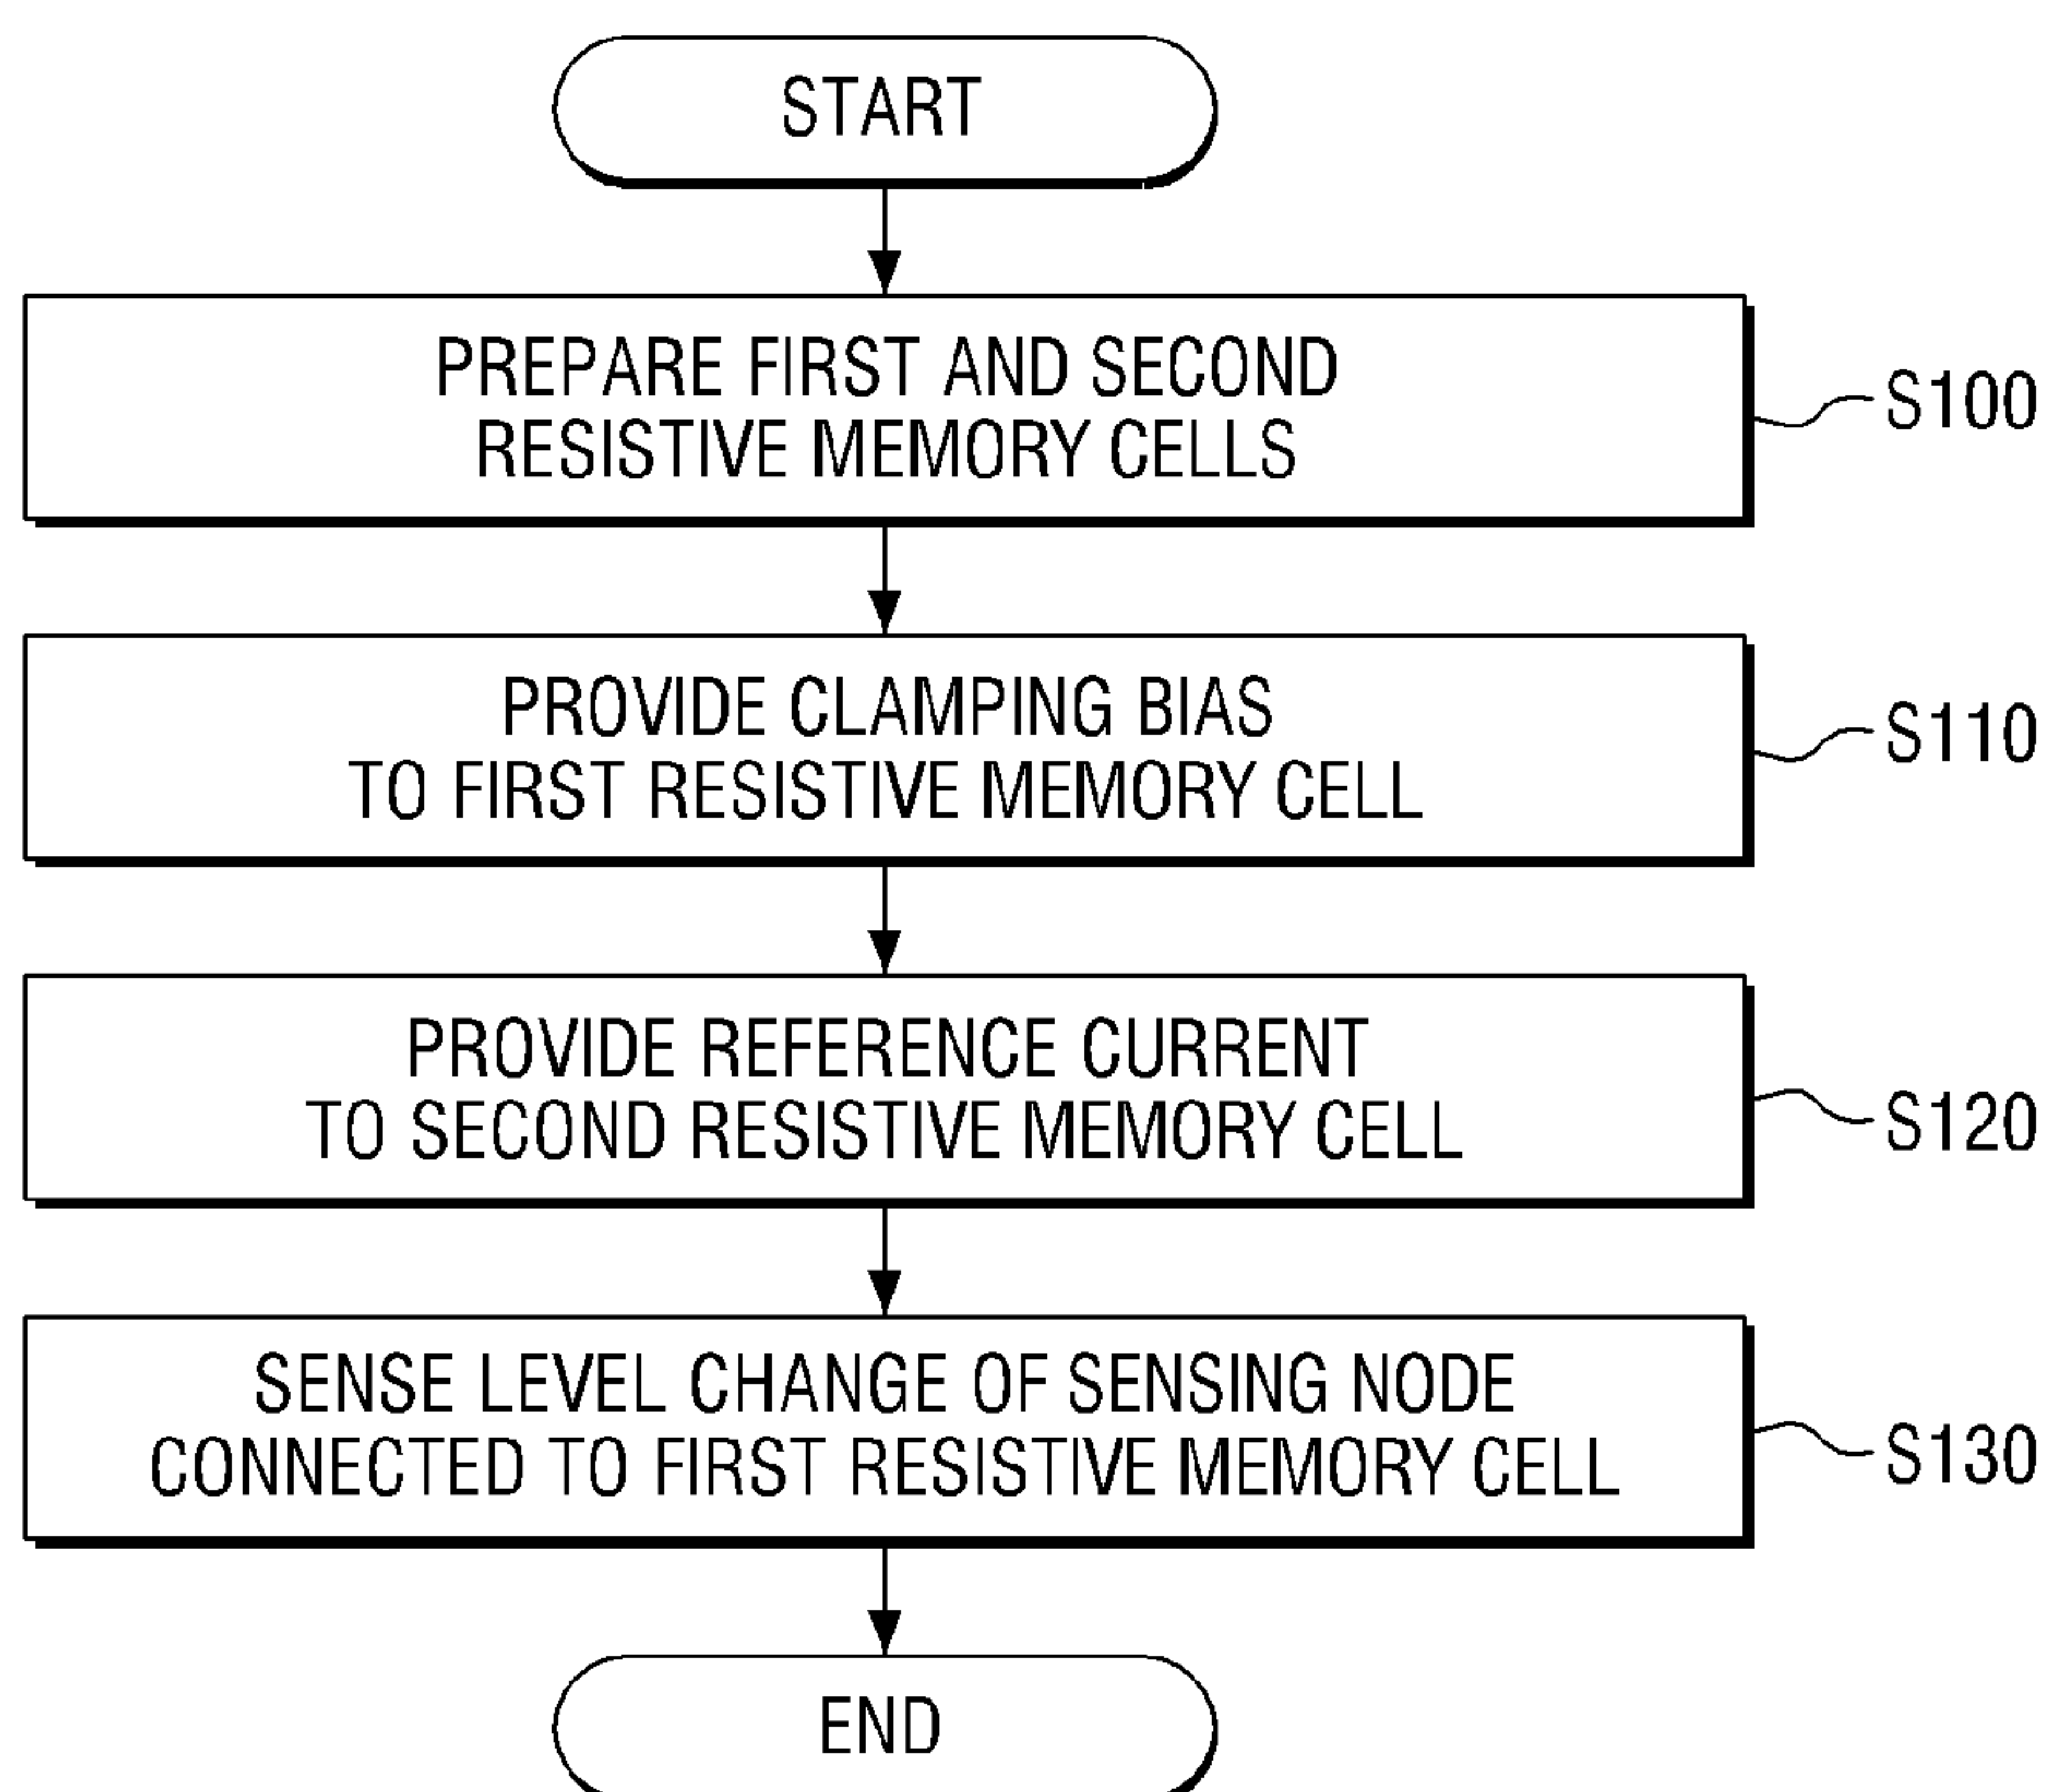 START
PREPARE FIRST AND SECOND
RESISTIVE MEMORY CELLS
S100
PROVIDE CLAMPING BIAS
TO FIRST RESISTIVE MEMORY CELL
S110
PROVIDE REFERENCE CURRENT
TO SECOND RESISTIVE MEMORY CELL
S120
SENSE LEVEL CHANGE OF SENSING NODE
CONNECTED TO FIRST RESISTIVE MEMORY CELL
S130
END